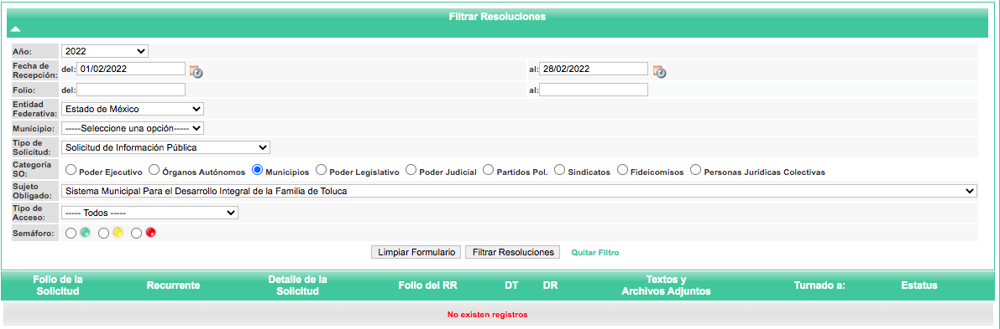 Filtrar Resoluciones
Año: 2022
Fecha de
Recepción: del: 01/02/2022 al: 28/02/2022
Folio: del: al:
Entidad
Federativa: Estado de México
Municipio: -----Seleccione una opción-----
Tipo de
Solicitud: Solicitud de Información Pública
Categoría
SO: Poder Ejecutivo Órganos Autónomos Municipios Poder Legislativo Poder Judicial Partidos Pol. Sindicatos Fideicomisos Personas Jurídicas Colectivas
Sujeto
Obligado: Sistema Municipal Para el Desarrollo Integral de la Familia de Toluca
Tipo de
Acceso: ----- Todos -----
Semáforo:
Limpiar Formulario Filtrar Resoluciones Quitar Filtro
Folio de la
Solicitud
Recurrente
Detalle de la
Solicitud
Folio del RR
DT
DR
Textos y
Archivos Adjuntos
Turnado a:
Estatus
No existen registros